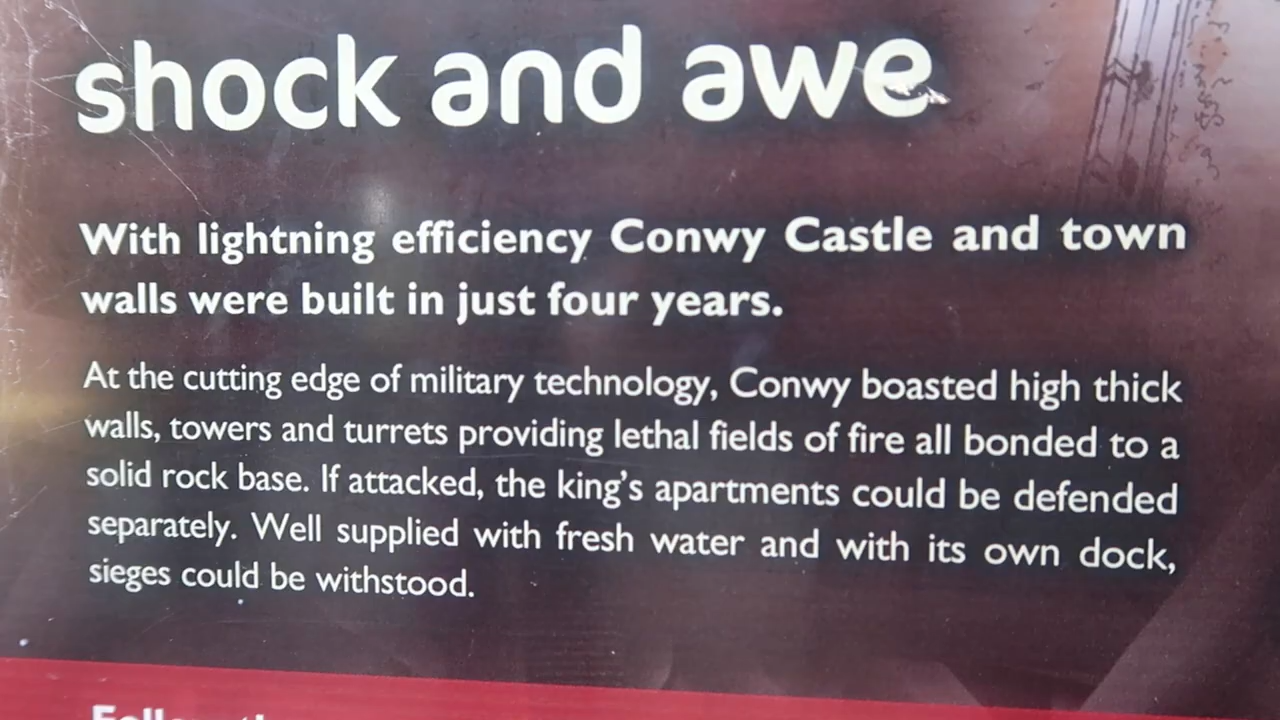 shock and awe
With lightning efficiency Conwy Castle and town
walls were built in just four years.
At the cutting edge of military technology, Conwy boasted high thick
walls, towers and turrets providing lethal fields of fire all bonded to a
solid rock base. If attacked, the king's apartments could be defended
separately. Well supplied with fresh water and with its own dock,
sieges could be withstood.